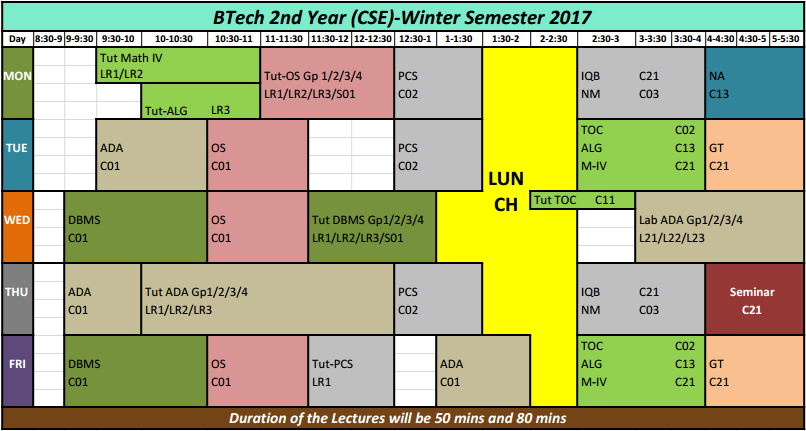 BTech 2nd Year (CSE)-Winter Semester 2017
Day 8:30-9 9-9:30 9:30-10 10-10:30 10:30-11 11-11:30 11:30-12 12-12:30 12:30-1 1-1:30 1:30-2 2-2:30 2:30-3 3-3:30 3:30-4 4-4:30 4:30-5 5-5:30
MON
Tut Math IV
LR1/LR2
Tut-ALG LR3
Tut-OS Gp 1/2/3/4
LR1/LR2/LR3/S01
PCS
C02
IQB C21
NM C03
NA
C13
TUE
ADA
C01
OS
C01
PCS
C02
LUN
CH
TOC C02
ALG C13
M-IV C21
GT
C21
WED
DBMS
C01
OS
C01
Tut DBMS Gp1/2/3/4
LR1/LR2/LR3/S01
Tut TOC C11
Lab ADA Gp1/2/3/4
L21/L22/L23
THU
ADA
C01
Tut ADA Gp1/2/3/4
LR1/LR2/LR3
PCS
C02
IQB C21
NM C03
Seminar
C21
FRI
DBMS
C01
OS
C01
Tut-PCS
LR1
ADA
C01
TOC C02
ALG C13
M-IV C21
GT
C21
Duration of the Lectures will be 50 mins and 80 mins